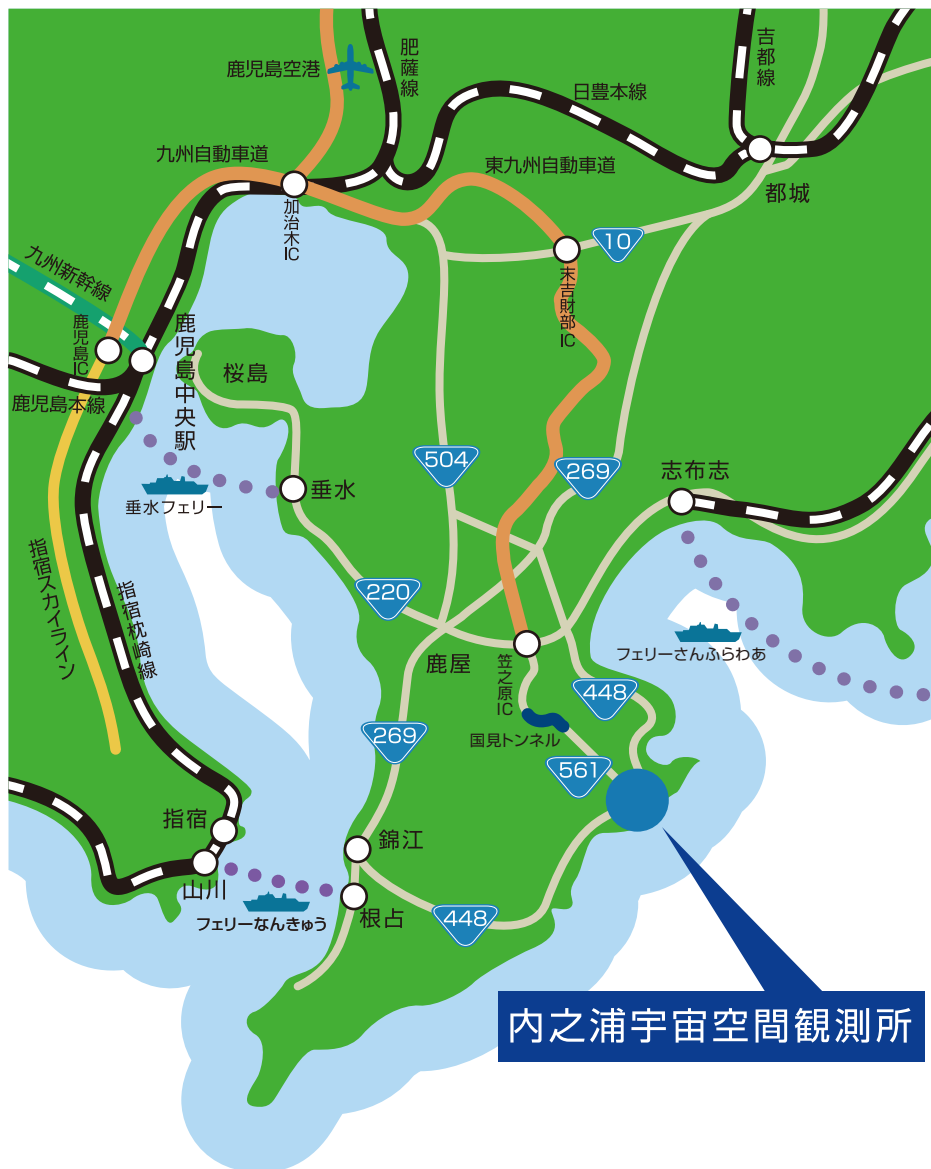 鹿児島空港
肥薩線
吉都線
日豊本線
九州自動車道
東九州自動車道
都城
加治木IC
10
九州新幹線
末吉財部IC
鹿児島IC
鹿児島中央駅
桜島
鹿児島本線
504
269
志布志
垂水
垂水フェリー
指宿スカイライン
指宿枕崎線
220
フェリーさんふらわあ
鹿屋
笠之原IC
448
269
国見トンネル
561
指宿
錦江
山川
フェリーなんきゅう
根占
448
内之浦宇宙空間観測所